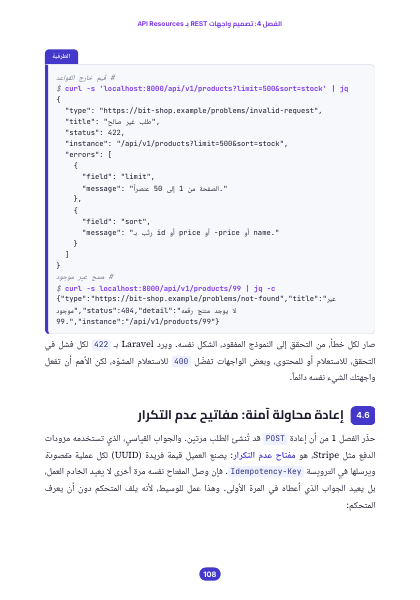 الفصل 4: تصميم واجهات REST بـ API Resources
الطرفية
# قيم خارج القواعد
$ curl -s 'localhost:8000/api/v1/products?limit=500&sort=stock' | jq
{
"type": "https://bit-shop.example/problems/invalid-request",
"title": "طلب غير صالح",
"status": 422,
"instance": "/api/v1/products?limit=500&sort=stock",
"errors": [
{
"field": "limit",
"message": "الصفحة من 1 إلى 50 عنصراً."
},
{
"field": "sort",
"message": "رتّب بـ id أو price أو -price أو name."
}
]
}
# منتج غير موجود
$ curl -s localhost:8000/api/v1/products/99 | jq -c
{"type":"https://bit-shop.example/problems/not-found","title":"غير
موجود","status":404,"detail":"لا يوجد منتج رقمه
99.","instance":"/api/v1/products/99"}
صار لكل خطأ، من التحقق إلى النموذج المفقود، الشكل نفسه. ويرد Laravel بـ 422 لكل فشل في
التحقق، للاستعلام أو للمحتوى، وبعض الواجهات تفضّل 400 للاستعلام المشوّه، لكن الأهم أن تفعل
واجهتك الشيء نفسه دائماً.
4.6 إعادة محاولة آمنة: مفاتيح عدم التكرار
حذّر الفصل 1 من أن إعادة POST قد تُنشئ الطلب مرتين. والجواب القياسي، الذي تستخدمه مزودات
الدفع مثل Stripe، هو مفتاح عدم التكرار: يصنع العميل قيمة فريدة (UUID) لكل عملية مقصودة
ويرسلها في الترويسة Idempotency-Key. فإن وصل المفتاح نفسه مرة أخرى لا يعيد الخادم العمل،
بل يعيد الجواب الذي أعطاه في المرة الأولى. وهذا عمل للوسيط، لأنه يلف المتحكم دون أن يعرف
المتحكم:
108